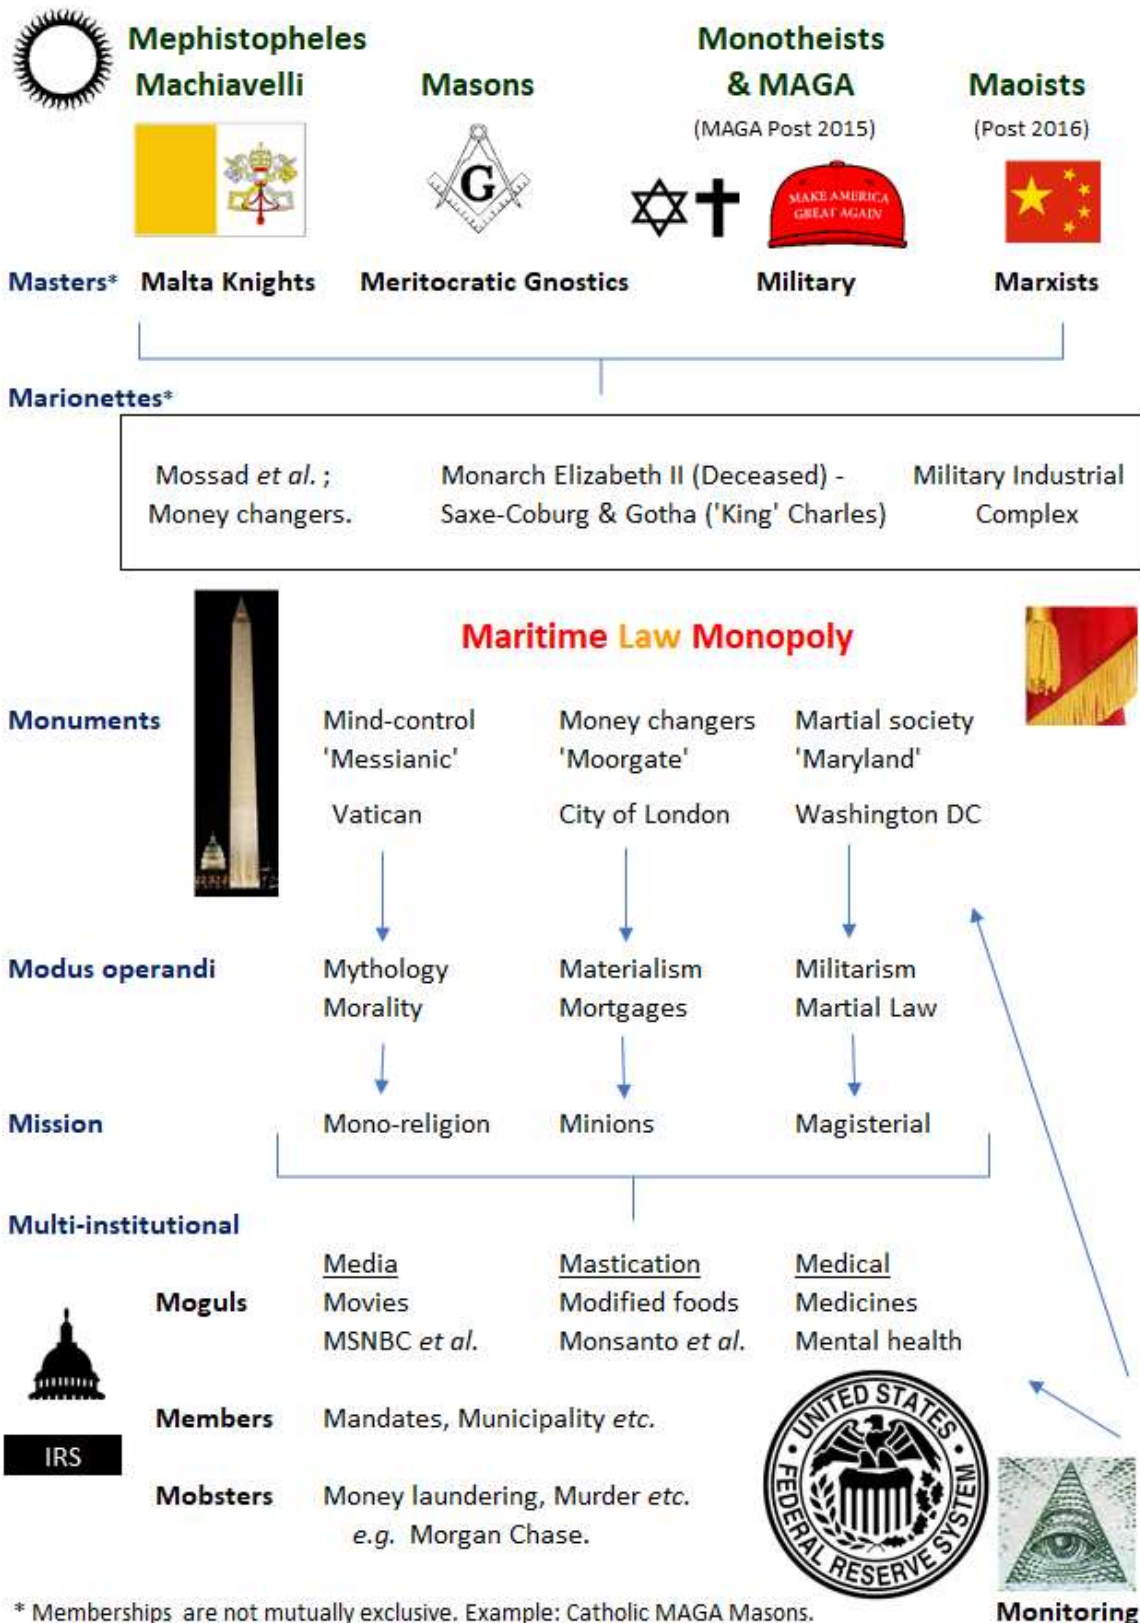 Mephistopheles
Machiavelli
Masons
Monotheists
& MAGA
(MAGA Post 2015)
Maoists
(Post 2016)
G
MAKE AMERICA
GREAT AGAIN
Masters* Malta Knights Meritocratic Gnostics Military Marxists
Marionettes*
Mossad et al. ;
Money changers.
Monarch Elizabeth II (Deceased) -
Saxe-Coburg & Gotha ('King' Charles)
Military Industrial
Complex
Maritime Law Monopoly
Monuments
Mind-control
'Messianic'
Vatican
Money changers
'Moorgate'
City of London
Martial society
'Maryland'
Washington DC
Modus operandi
Mythology
Morality
Materialism
Mortgages
Militarism
Martial Law
Mission Mono-religion Minions Magisterial
Multi-institutional
Moguls
Media
Movies
MSNBC et al.
Mastication
Modified foods
Monsanto et al.
Medical
Medicines
Mental health
Members Mandates, Municipality etc.
IRS
Mobsters Money laundering, Murder etc.
e.g. Morgan Chase.
UNITED STATES
FEDERAL RESERVE SYSTEM
Monitoring
* Memberships are not mutually exclusive. Example: Catholic MAGA Masons.